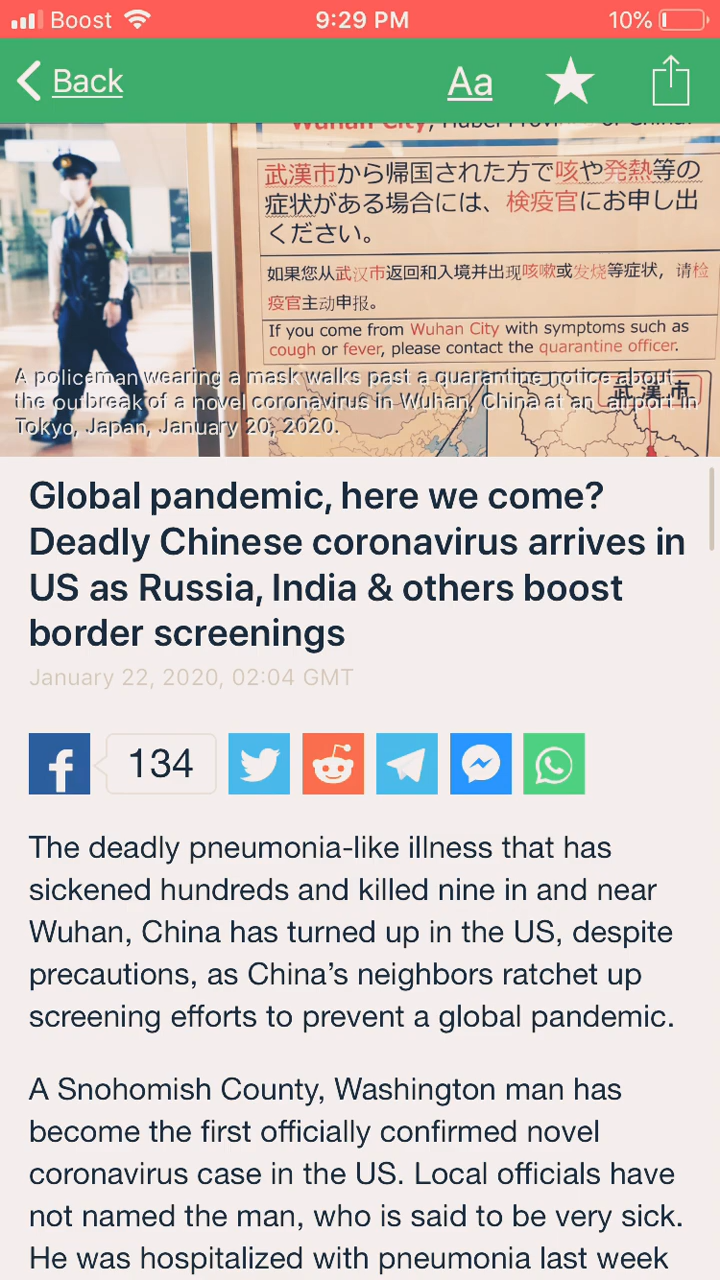 Boost 9:29 PM 10%
Back Aa
Wuhan City, Hubei Provin of China.
武漢市から帰国された方で咳や発熱等の
症状がある場合には、検疫官にお申し出
ください。
如果您从武汉市返回和入境并出现咳嗽或发烧等症状，请检
疫官主动申报。
If you come from Wuhan City with symptoms such as
cough or fever, please contact the quarantine officer.
武漢市
A policeman wearing a mask walks past a quarantine notice about
the outbreak of a novel coronavirus in Wuhan, China at an airport in
Tokyo, Japan, January 20, 2020.
Global pandemic, here we come?
Deadly Chinese coronavirus arrives in
US as Russia, India & others boost
border screenings
January 22, 2020, 02:04 GMT
134
The deadly pneumonia-like illness that has
sickened hundreds and killed nine in and near
Wuhan, China has turned up in the US, despite
precautions, as China’s neighbors ratchet up
screening efforts to prevent a global pandemic.
A Snohomish County, Washington man has
become the first officially confirmed novel
coronavirus case in the US. Local officials have
not named the man, who is said to be very sick.
He was hospitalized with pneumonia last week